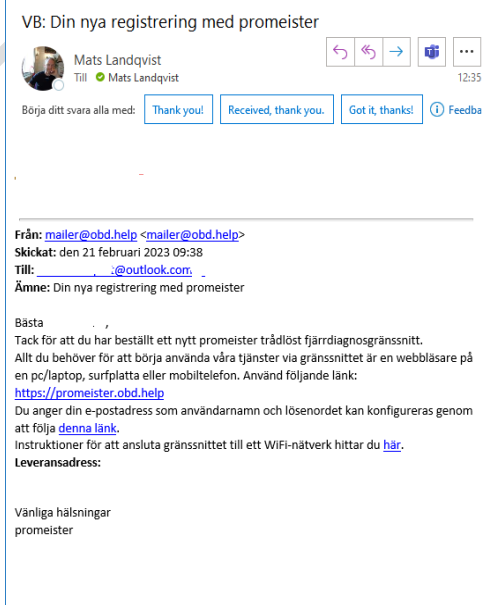 VB: Din nya registrering med promeister
Mats Landqvist
Till Mats Landqvist
12:35
Börja ditt svara alla med: Thank you! Received, thank you. Got it, thanks! Feedba
Från: mailer@obd.help <mailer@obd.help>
Skickat: den 21 februari 2023 09:38
Till: @outlook.com
Ämne: Din nya registrering med promeister
Bästa ,
Tack för att du har beställt ett nytt promeister trådlöst fjärrdiagnosgränssnitt.
Allt du behöver för att börja använda våra tjänster via gränssnittet är en webbläsare på
en pc/laptop, surfplatta eller mobiltelefon. Använd följande länk:
https://promeister.obd.help
Du anger din e-postadress som användarnamn och lösenordet kan konfigureras genom
att följa denna länk.
Instruktioner för att ansluta gränssnittet till ett WiFi-nätverk hittar du här.
Leveransadress:
Vänliga hälsningar
promeister